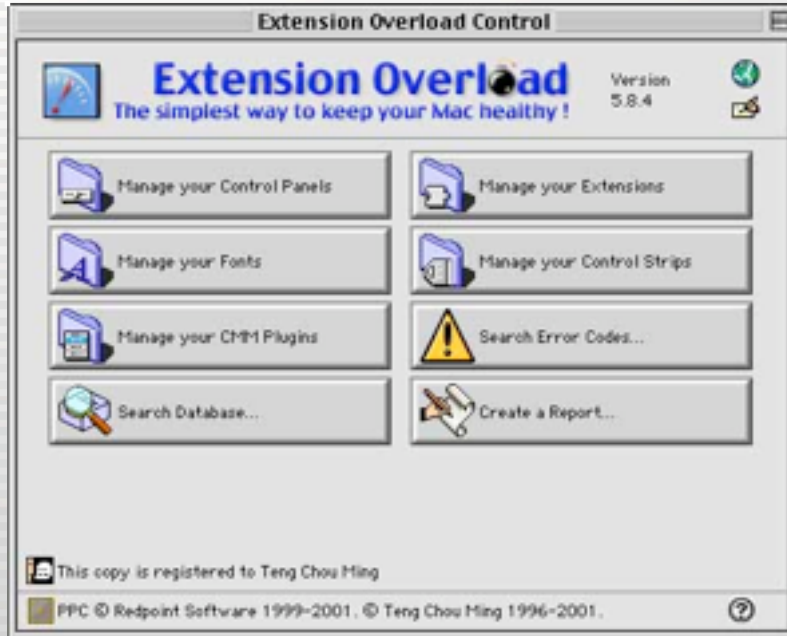 Extension Overload Control
Extension Overload
The simplest way to keep your Mac healthy !
Version
5.8.4
Manage your Control Panels
Manage your Extensions
Manage your Fonts
Manage your Control Strips
Manage your CMM Plugins
Search Error Codes...
Search Database...
Create a Report...
This copy is registered to Teng Chou Ming
PPC © Redpoint Software 1999-2001. © Teng Chou Ming 1996-2001.
?